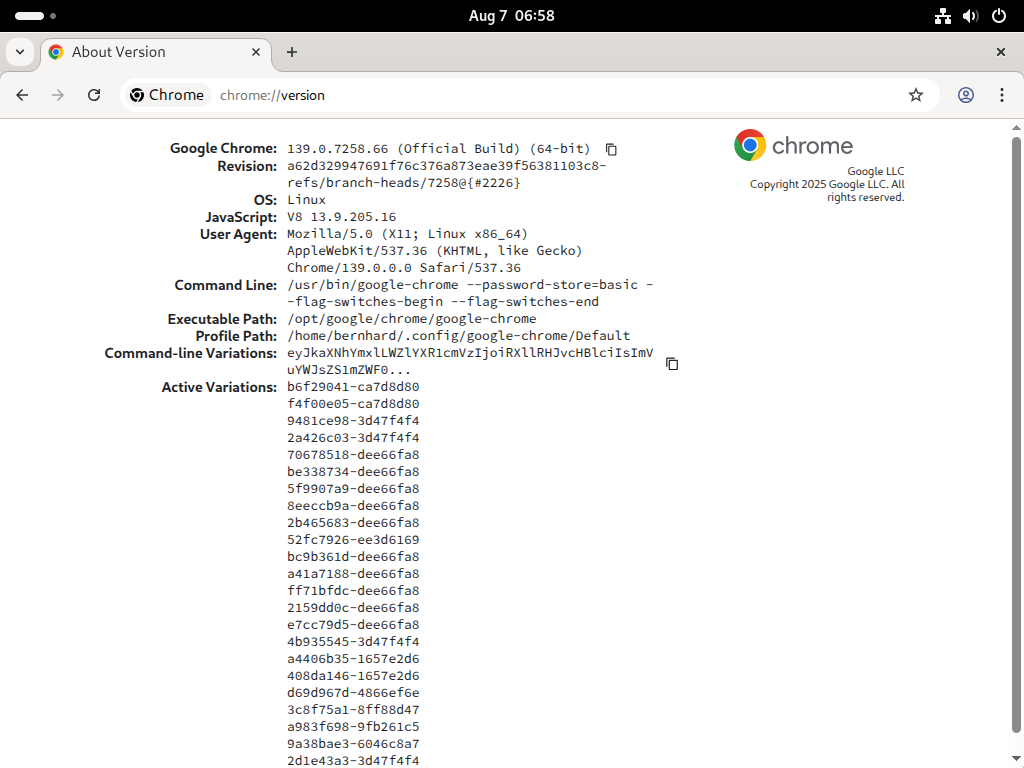 Aug 7 06:58
About Version
Chrome chrome://version
Google Chrome: 139.0.7258.66 (Official Build) (64-bit)
Revision: a62d329947691f76c376a873eae39f56381103c8-
refs/branch-heads/7258@{#2226}
OS: Linux
JavaScript: V8 13.9.205.16
User Agent: Mozilla/5.0 (X11; Linux x86_64)
AppleWebKit/537.36 (KHTML, like Gecko)
Chrome/139.0.0.0 Safari/537.36
Command Line: /usr/bin/google-chrome --password-store=basic -
-flag-switches-begin --flag-switches-end
Executable Path: /opt/google/chrome/google-chrome
Profile Path: /home/bernhard/.config/google-chrome/Default
Command-line Variations: eyJkaXNhYmxlLWZlYXR1cmVzIjoiRXllRHJvcHBlciIsImV
uYWJsZS1mZWF0...
Active Variations: b6f29041-ca7d8d80
f4f00e05-ca7d8d80
9481ce98-3d47f4f4
2a426c03-3d47f4f4
70678518-dee66fa8
be338734-dee66fa8
5f9907a9-dee66fa8
8eeccb9a-dee66fa8
2b465683-dee66fa8
52fc7926-ee3d6169
bc9b361d-dee66fa8
a41a7188-dee66fa8
ff71bfdc-dee66fa8
2159dd0c-dee66fa8
e7cc79d5-dee66fa8
4b935545-3d47f4f4
a4406b35-1657e2d6
408da146-1657e2d6
d69d967d-4866ef6e
3c8f75a1-8ff88d47
a983f698-9fb261c5
9a38bae3-6046c8a7
2d1e43a3-3d47f4f4
chrome
Google LLC
Copyright 2025 Google LLC. All
rights reserved.